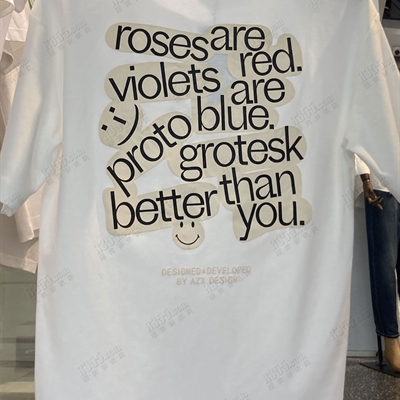 roses are
red.
violets are
blue.
proto
grotesk
better than
you.
DESIGNED+DEVELOPED
BY AZX DESIGN